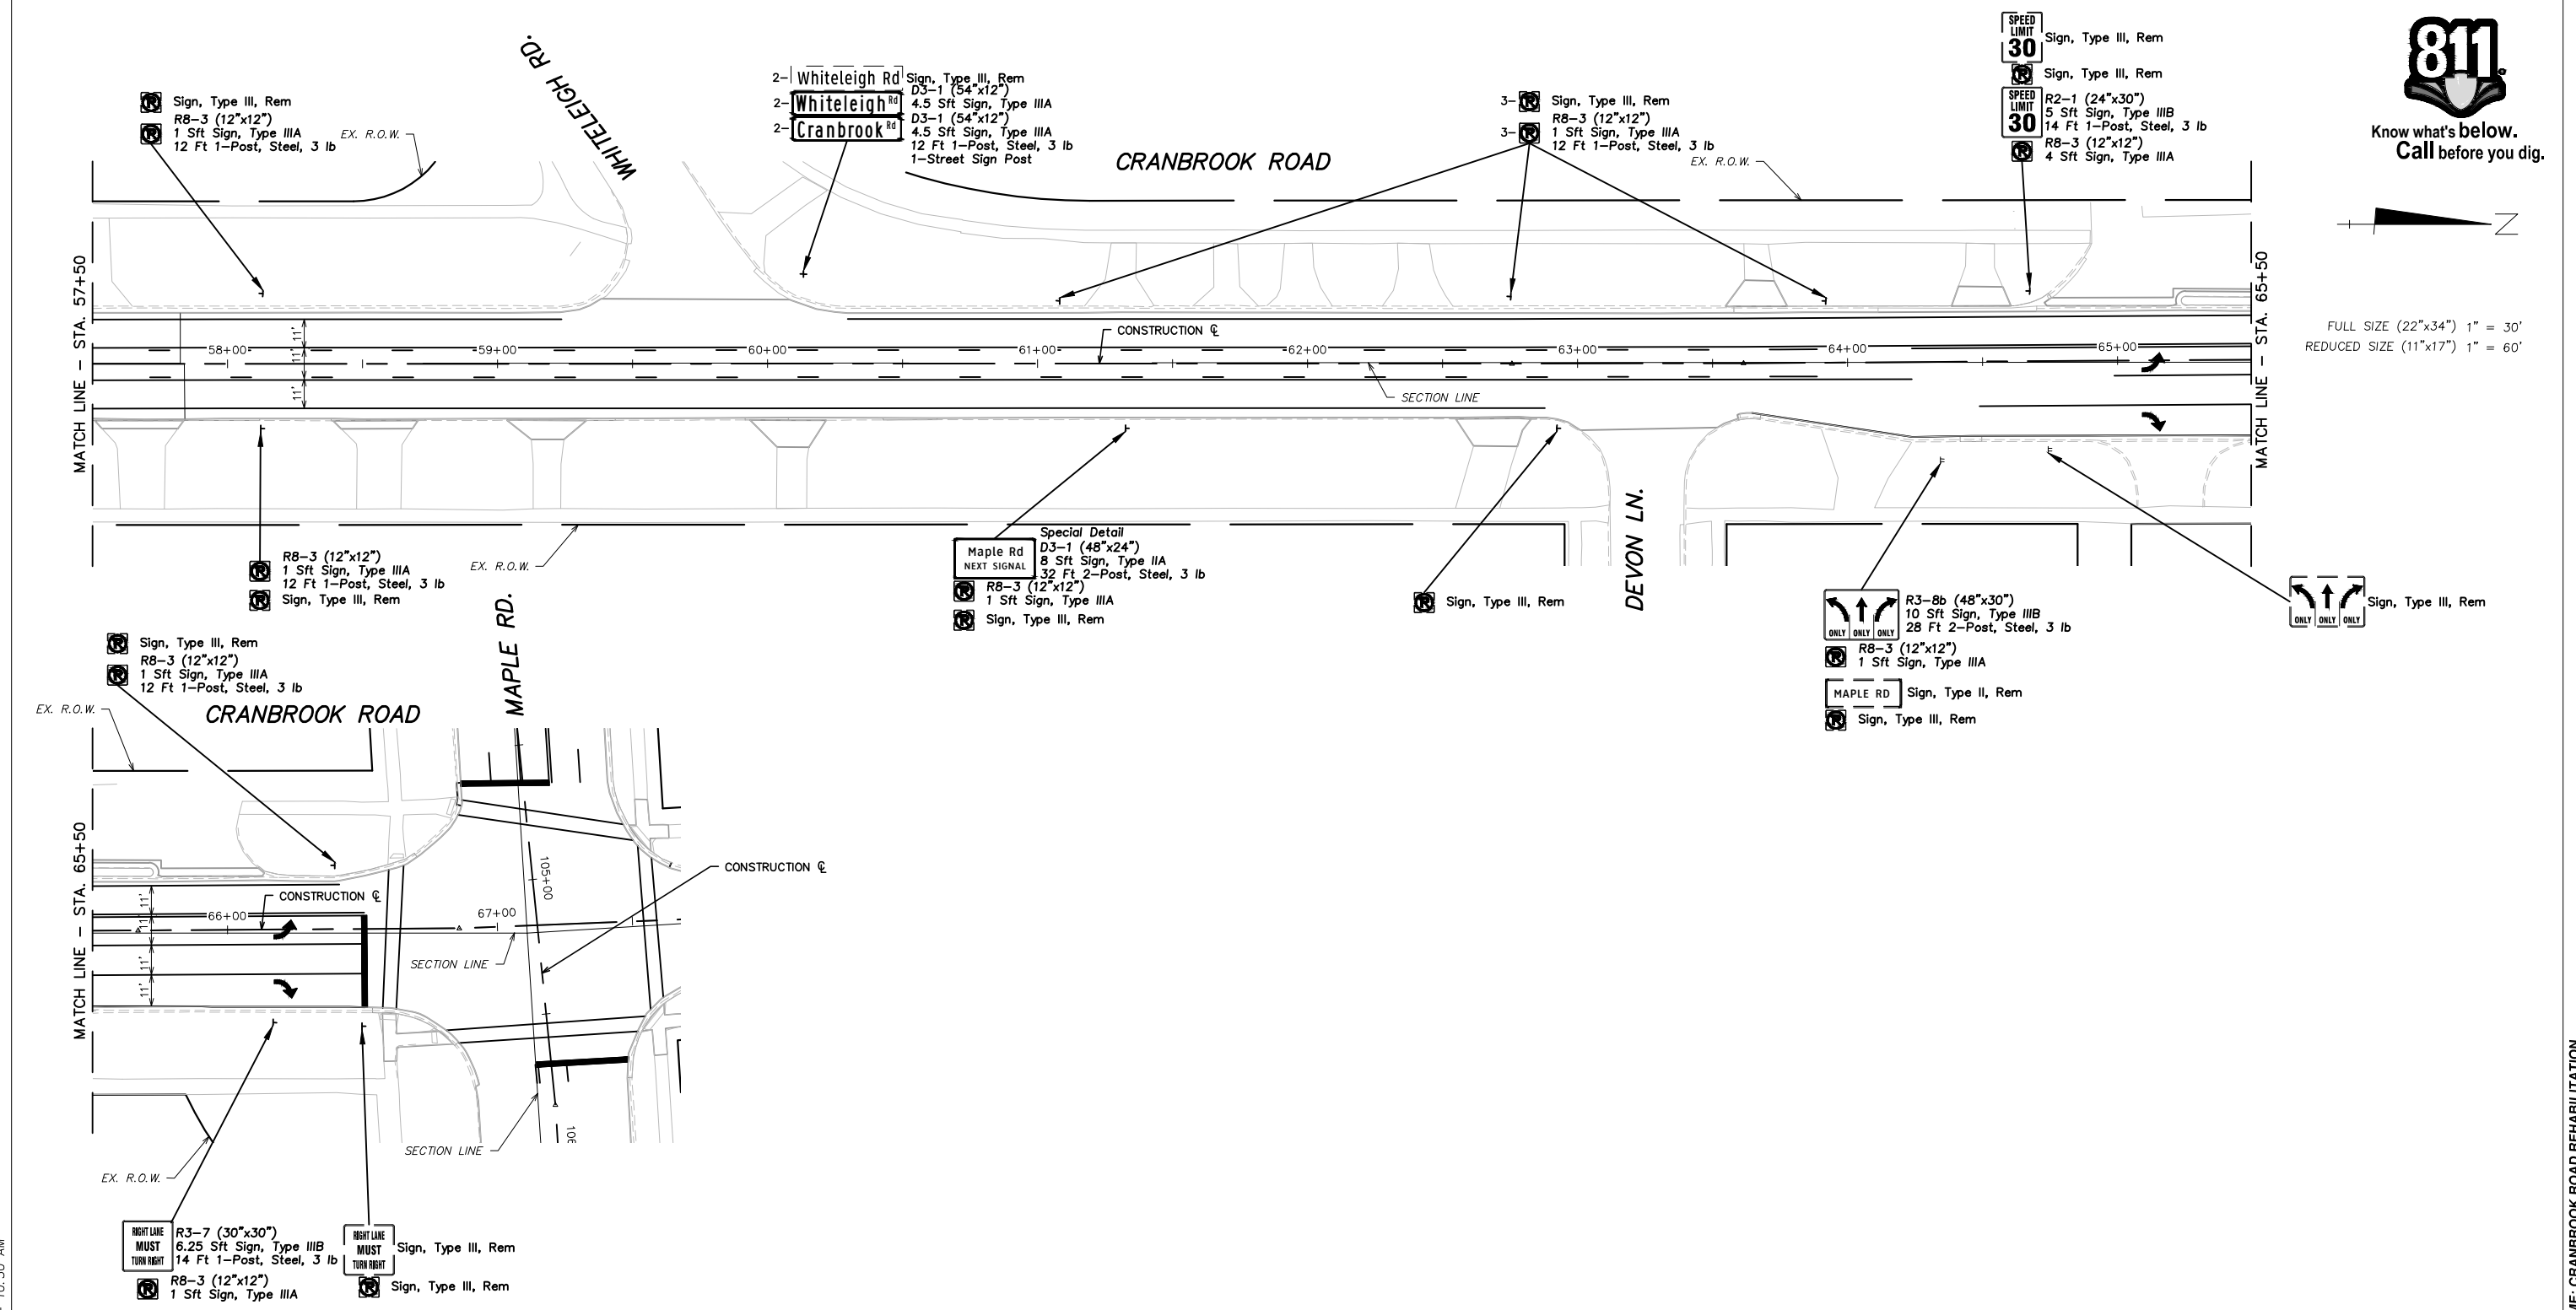 WHITELEIGH RD.
Sign, Type III, Rem
R8-3 (12"x12")
1 Sft Sign, Type IIIA
12 Ft 1-Post, Steel, 3 lb
EX. R.O.W.
2- Whiteleigh Rd Sign, Type III, Rem
2- Whiteleigh Rd D3-1 (54"x12")
4.5 Sft Sign, Type IIIA
2- Cranbrook Rd D3-1 (54"x12")
4.5 Sft Sign, Type IIIA
12 Ft 1-Post, Steel, 3 lb
1-Street Sign Post
CRANBROOK ROAD
3- Sign, Type III, Rem
3- R8-3 (12"x12")
1 Sft Sign, Type IIIA
12 Ft 1-Post, Steel, 3 lb
EX. R.O.W.
SPEED
LIMIT
30
Sign, Type III, Rem
Sign, Type III, Rem
SPEED
LIMIT
30
R2-1 (24"x30")
5 Sft Sign, Type IIIB
14 Ft 1-Post, Steel, 3 lb
R8-3 (12"x12")
4 Sft Sign, Type IIIA
811
Know what's below.
Call before you dig.
N
FULL SIZE (22"x34") 1" = 30'
REDUCED SIZE (11"x17") 1" = 60'
MATCH LINE - STA. 57+50
11'
11'
11'
58+00
59+00
60+00
61+00
62+00
63+00
64+00
65+00
CONSTRUCTION ℄
SECTION LINE
MATCH LINE - STA. 65+50
R8-3 (12"x12")
1 Sft Sign, Type IIIA
12 Ft 1-Post, Steel, 3 lb
Sign, Type III, Rem
EX. R.O.W.
Maple Rd
NEXT SIGNAL
Special Detail
D3-1 (48"x24")
8 Sft Sign, Type IIA
32 Ft 2-Post, Steel, 3 lb
R8-3 (12"x12")
1 Sft Sign, Type IIIA
Sign, Type III, Rem
Sign, Type III, Rem
DEVON LN.
ONLY ONLY ONLY
R3-8b (48"x30")
10 Sft Sign, Type IIIB
28 Ft 2-Post, Steel, 3 lb
R8-3 (12"x12")
1 Sft Sign, Type IIIA
MAPLE RD Sign, Type II, Rem
Sign, Type III, Rem
ONLY ONLY ONLY
Sign, Type III, Rem
Sign, Type III, Rem
R8-3 (12"x12")
1 Sft Sign, Type IIIA
12 Ft 1-Post, Steel, 3 lb
EX. R.O.W.
CRANBROOK ROAD
MAPLE RD.
MATCH LINE - STA. 65+50
11'
11'
11'
11'
CONSTRUCTION ℄
66+00
67+00
105+00
CONSTRUCTION ℄
SECTION LINE
SECTION LINE
EX. R.O.W.
RIGHT LANE
MUST
TURN RIGHT
R3-7 (30"x30")
6.25 Sft Sign, Type IIIB
14 Ft 1-Post, Steel, 3 lb
R8-3 (12"x12")
1 Sft Sign, Type IIIA
RIGHT LANE
MUST
TURN RIGHT
Sign, Type III, Rem
Sign, Type III, Rem
CRANBROOK ROAD REHABILITATION